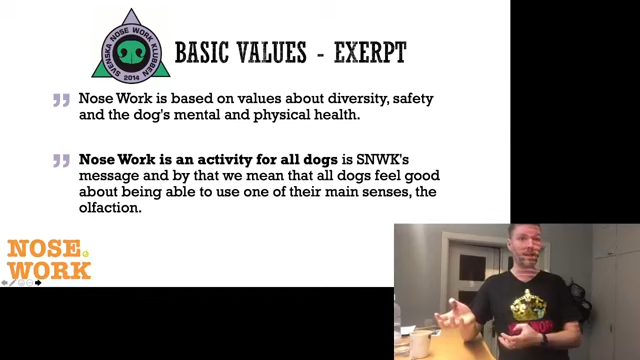 SVENSKA NOSE WORK KLUBBEN
2014
BASIC VALUES - EXERPT
Nose Work is based on values about diversity, safety
and the dog's mental and physical health.
Nose Work is an activity for all dogs is SNWK's
message and by that we mean that all dogs feel good
about being able to use one of their main senses, the
olfaction.
NOSE
WORK